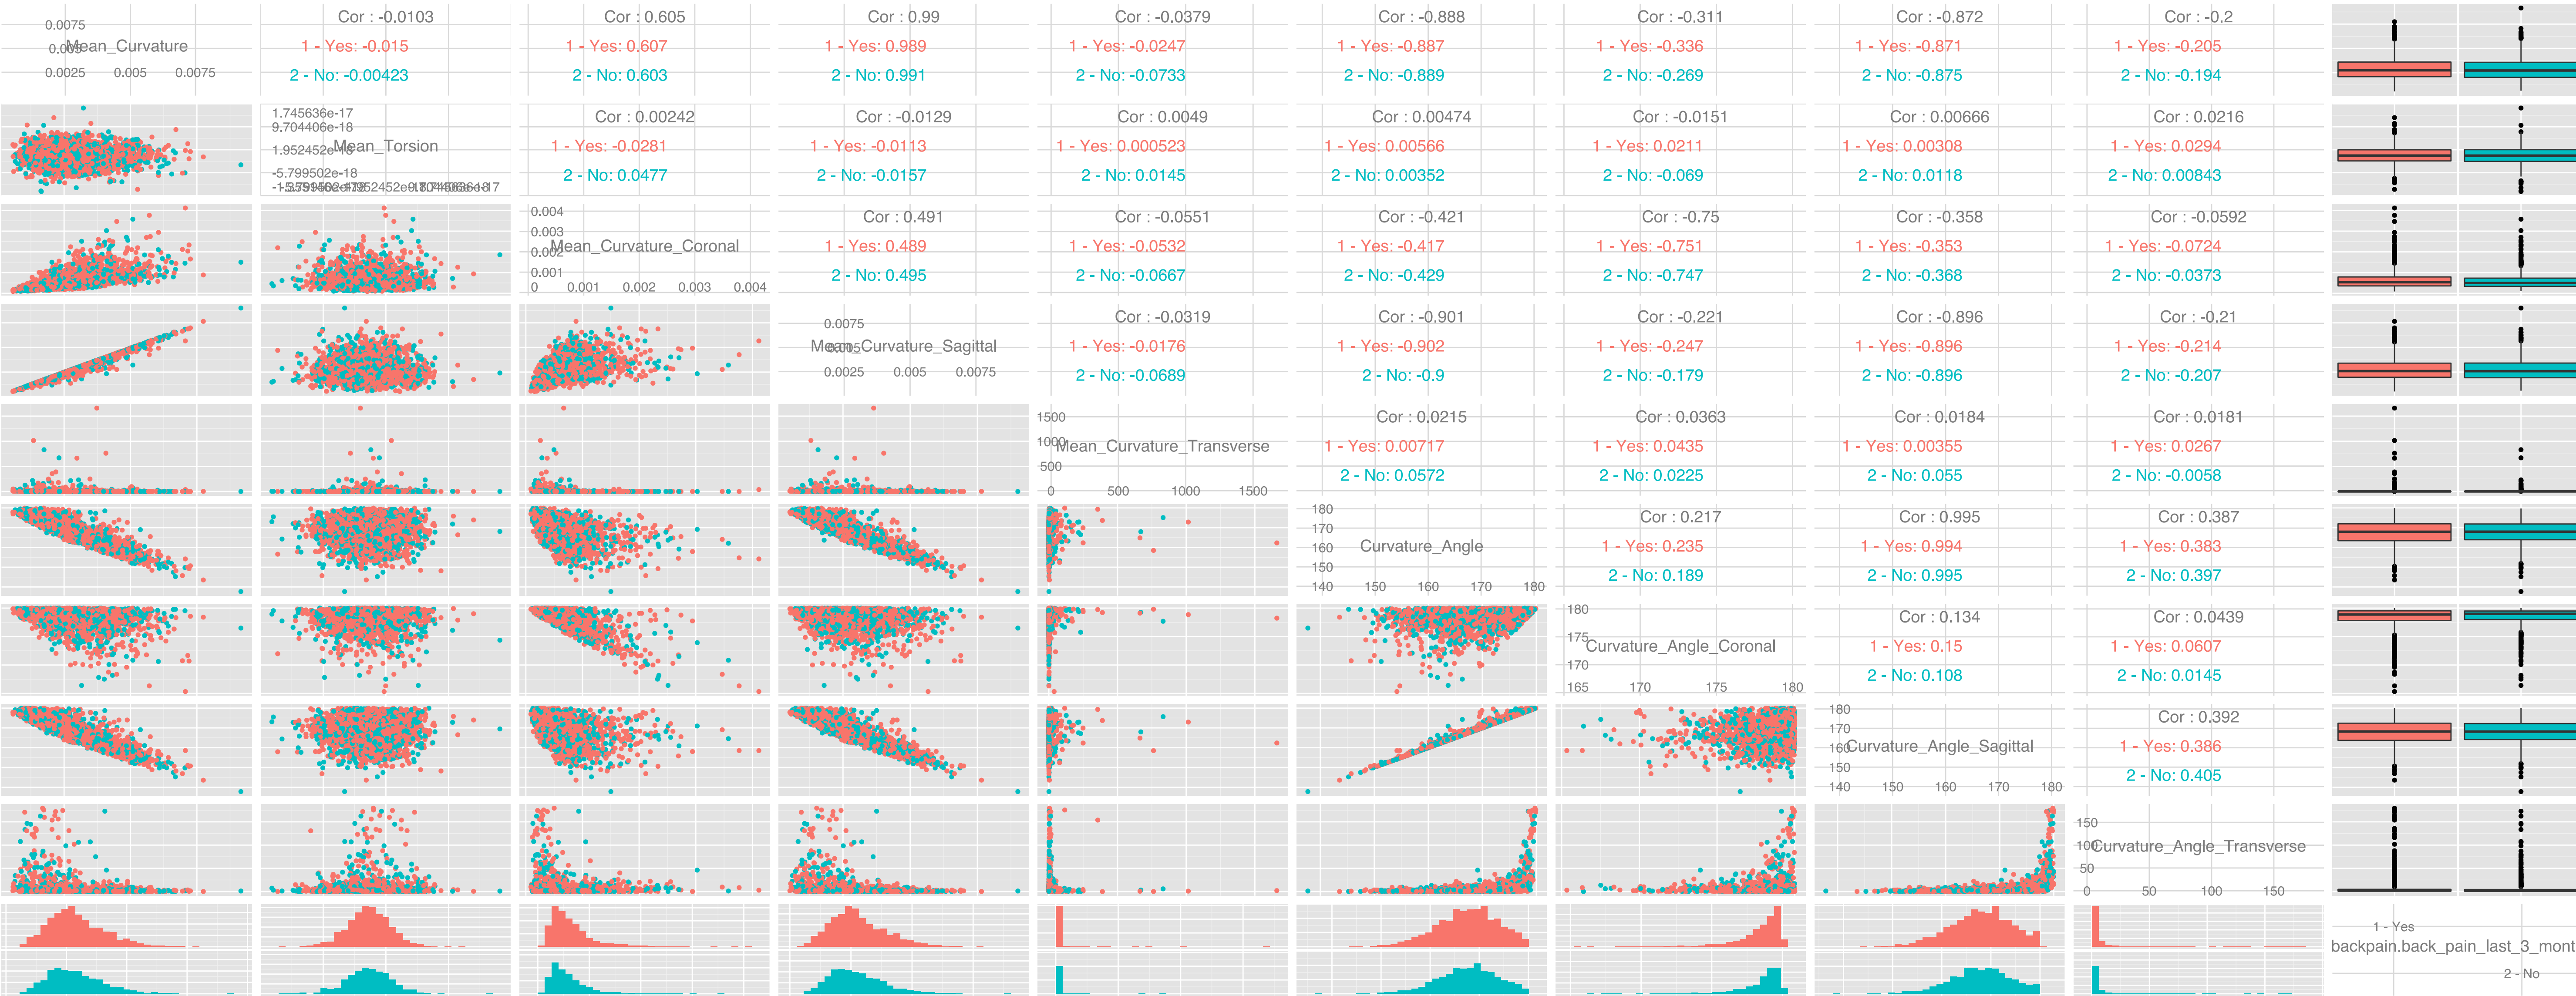 0.0075
0.005
Mean_Curvature
0.0025 0.005 0.0075
Cor : -0.0103
1 - Yes: -0.015
2 - No: -0.00423
Cor : 0.605
1 - Yes: 0.607
2 - No: 0.603
Cor : 0.99
1 - Yes: 0.989
2 - No: 0.991
Cor : -0.0379
1 - Yes: -0.0247
2 - No: -0.0733
Cor : -0.888
1 - Yes: -0.887
2 - No: -0.889
Cor : -0.311
1 - Yes: -0.336
2 - No: -0.269
Cor : -0.872
1 - Yes: -0.871
2 - No: -0.875
Cor : -0.2
1 - Yes: -0.205
2 - No: -0.194
1.745636e-17
9.704406e-18
1.952452e-18
Mean_Torsion
-5.799502e-18
Cor : 0.00242
1 - Yes: -0.0281
2 - No: 0.0477
Cor : -0.0129
1 - Yes: -0.0113
2 - No: -0.0157
Cor : 0.0049
1 - Yes: 0.000523
2 - No: 0.0145
Cor : 0.00474
1 - Yes: 0.00566
2 - No: 0.00352
Cor : -0.0151
1 - Yes: 0.0211
2 - No: -0.069
Cor : 0.00666
1 - Yes: 0.00308
2 - No: 0.0118
Cor : 0.0216
1 - Yes: 0.0294
2 - No: 0.00843
0.004
0.003
Mean_Curvature_Coronal
0.002
0.001
0 0.001 0.002 0.003 0.004
Cor : 0.491
1 - Yes: 0.489
2 - No: 0.495
Cor : -0.0551
1 - Yes: -0.0532
2 - No: -0.0667
Cor : -0.421
1 - Yes: -0.417
2 - No: -0.429
Cor : -0.75
1 - Yes: -0.751
2 - No: -0.747
Cor : -0.358
1 - Yes: -0.353
2 - No: -0.368
Cor : -0.0592
1 - Yes: -0.0724
2 - No: -0.0373
0.0075
Mean_Curvature_Sagittal
0.005
0.0025 0.005 0.0075
Cor : -0.0319
1 - Yes: -0.0176
2 - No: -0.0689
Cor : -0.901
1 - Yes: -0.902
2 - No: -0.9
Cor : -0.221
1 - Yes: -0.247
2 - No: -0.179
Cor : -0.896
1 - Yes: -0.896
2 - No: -0.896
Cor : -0.21
1 - Yes: -0.214
2 - No: -0.207
1500
1000
Mean_Curvature_Transverse
500
0 500 1000 1500
Cor : 0.0215
1 - Yes: 0.00717
2 - No: 0.0572
Cor : 0.0363
1 - Yes: 0.0435
2 - No: 0.0225
Cor : 0.0184
1 - Yes: 0.00355
2 - No: 0.055
Cor : 0.0181
1 - Yes: 0.0267
2 - No: -0.0058
180
170
160
Curvature_Angle
150
140 150 160 170 180
Cor : 0.217
1 - Yes: 0.235
2 - No: 0.189
Cor : 0.995
1 - Yes: 0.994
2 - No: 0.995
Cor : 0.387
1 - Yes: 0.383
2 - No: 0.397
180
175
Curvature_Angle_Coronal
170
165 170 175 180
Cor : 0.134
1 - Yes: 0.15
2 - No: 0.108
Cor : 0.0439
1 - Yes: 0.0607
2 - No: 0.0145
180
170
160
Curvature_Angle_Sagittal
150
140 150 160 170 180
Cor : 0.392
1 - Yes: 0.386
2 - No: 0.405
150
100
Curvature_Angle_Transverse
50
0 50 100 150
1 - Yes
backpain.back_pain_last_3_mont
2 - No